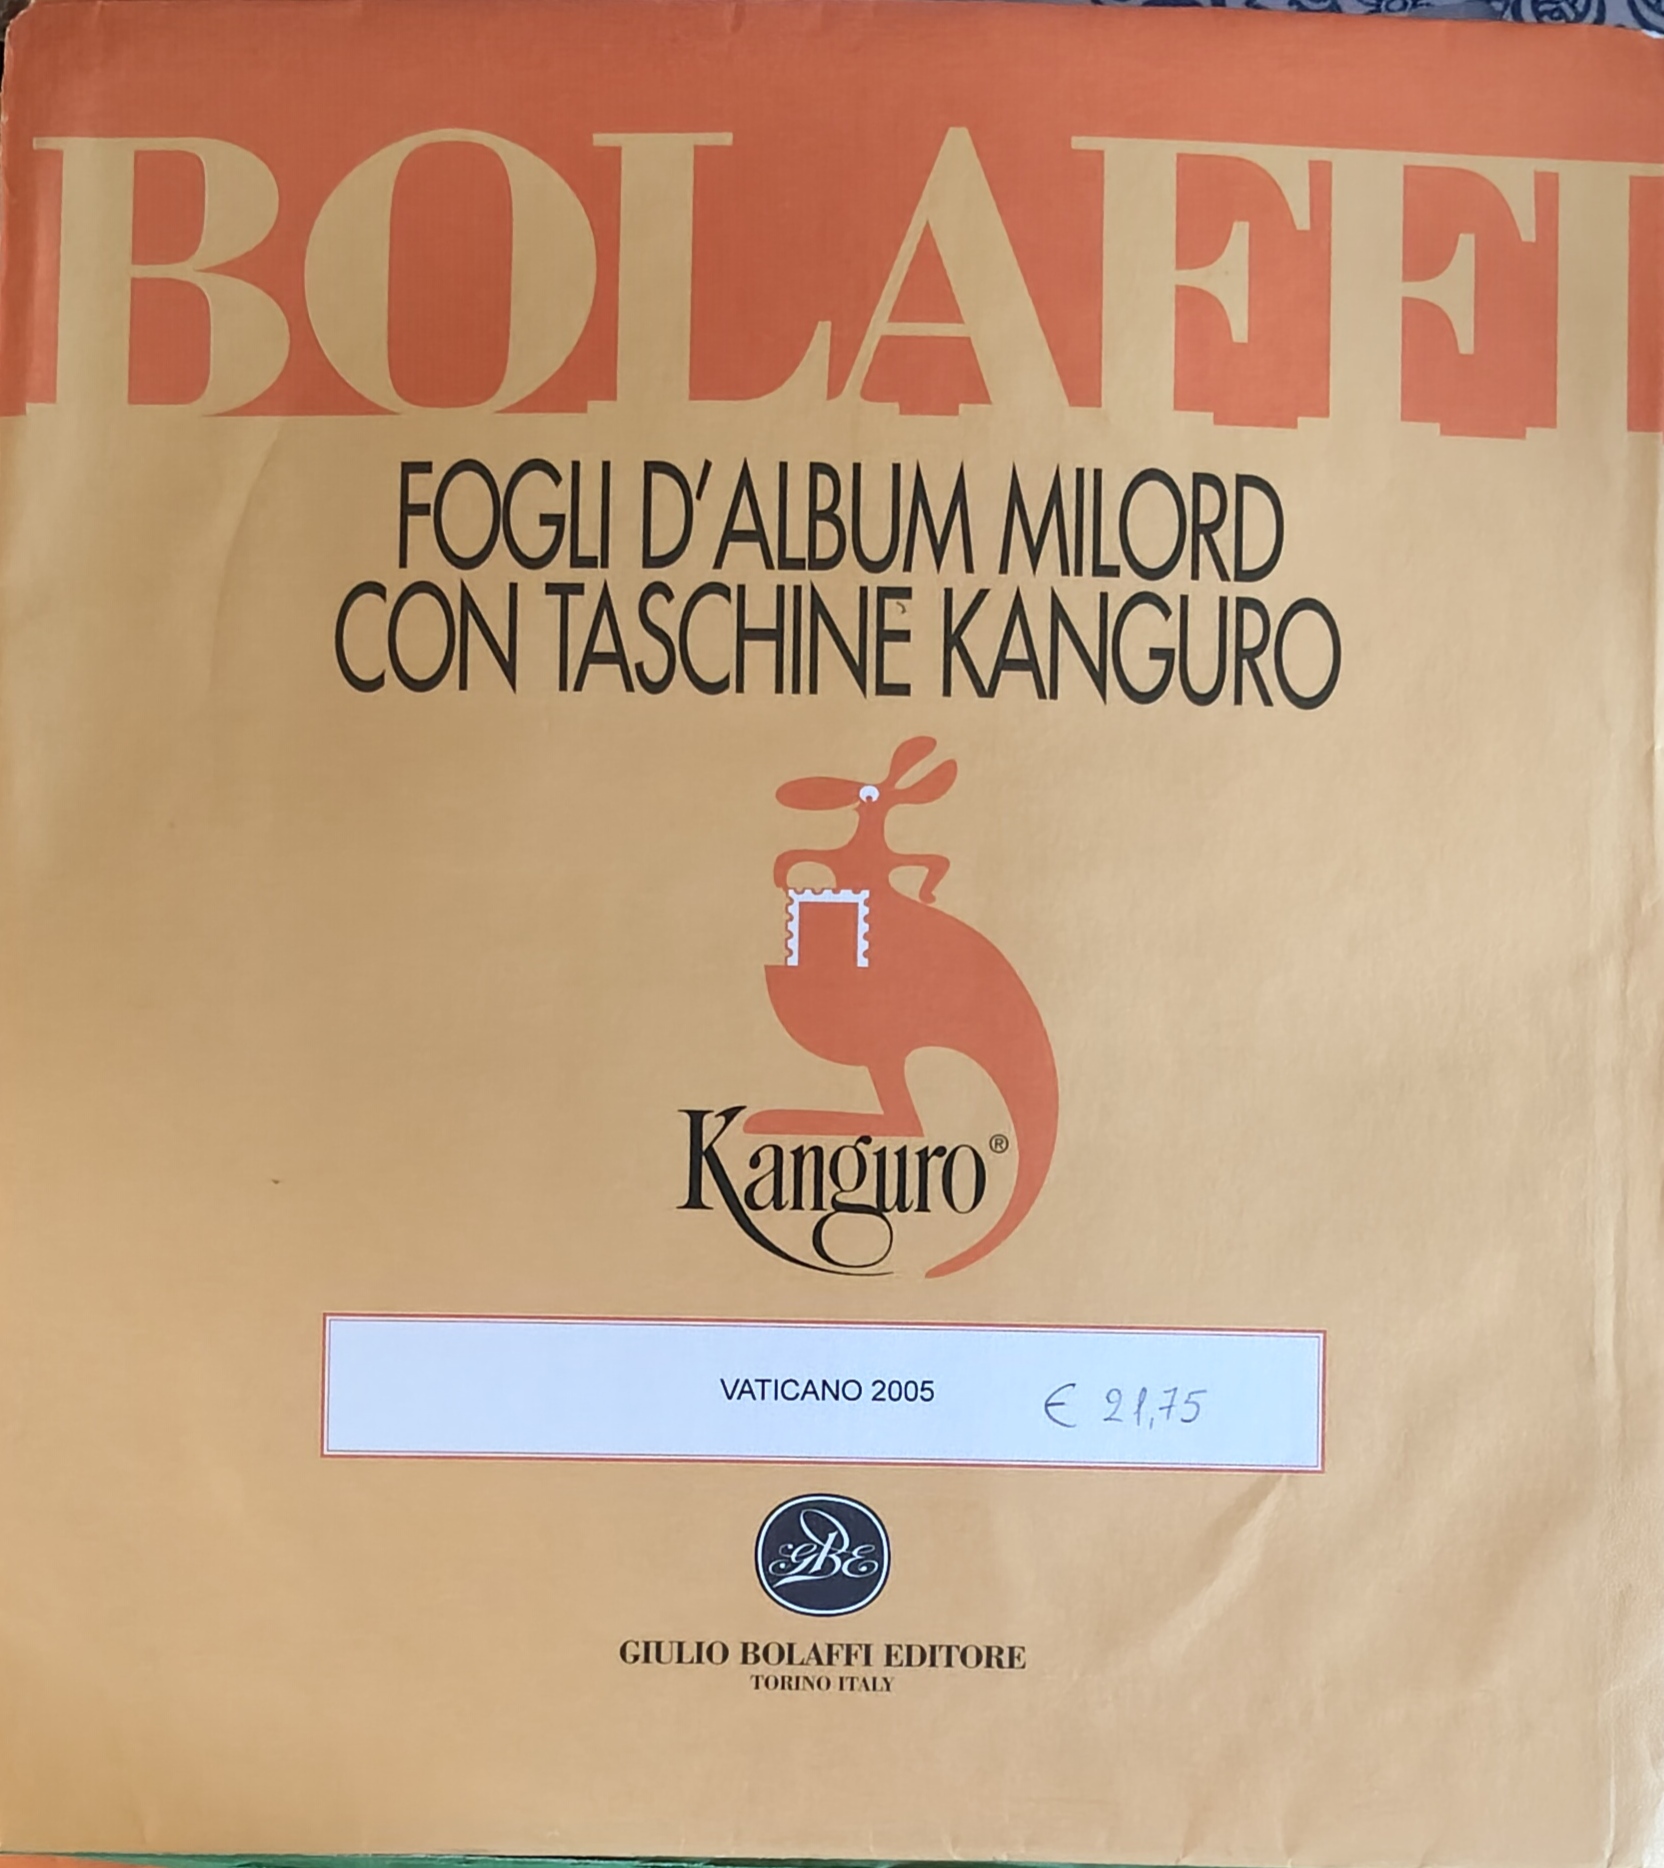 BOLAFFI
FOGLI D'ALBUM MILORD
CON TASCHINE KANGURO
Kanguro®
VATICANO 2005 € 21,75
GBE
GIULIO BOLAFFI EDITORE
TORINO ITALY